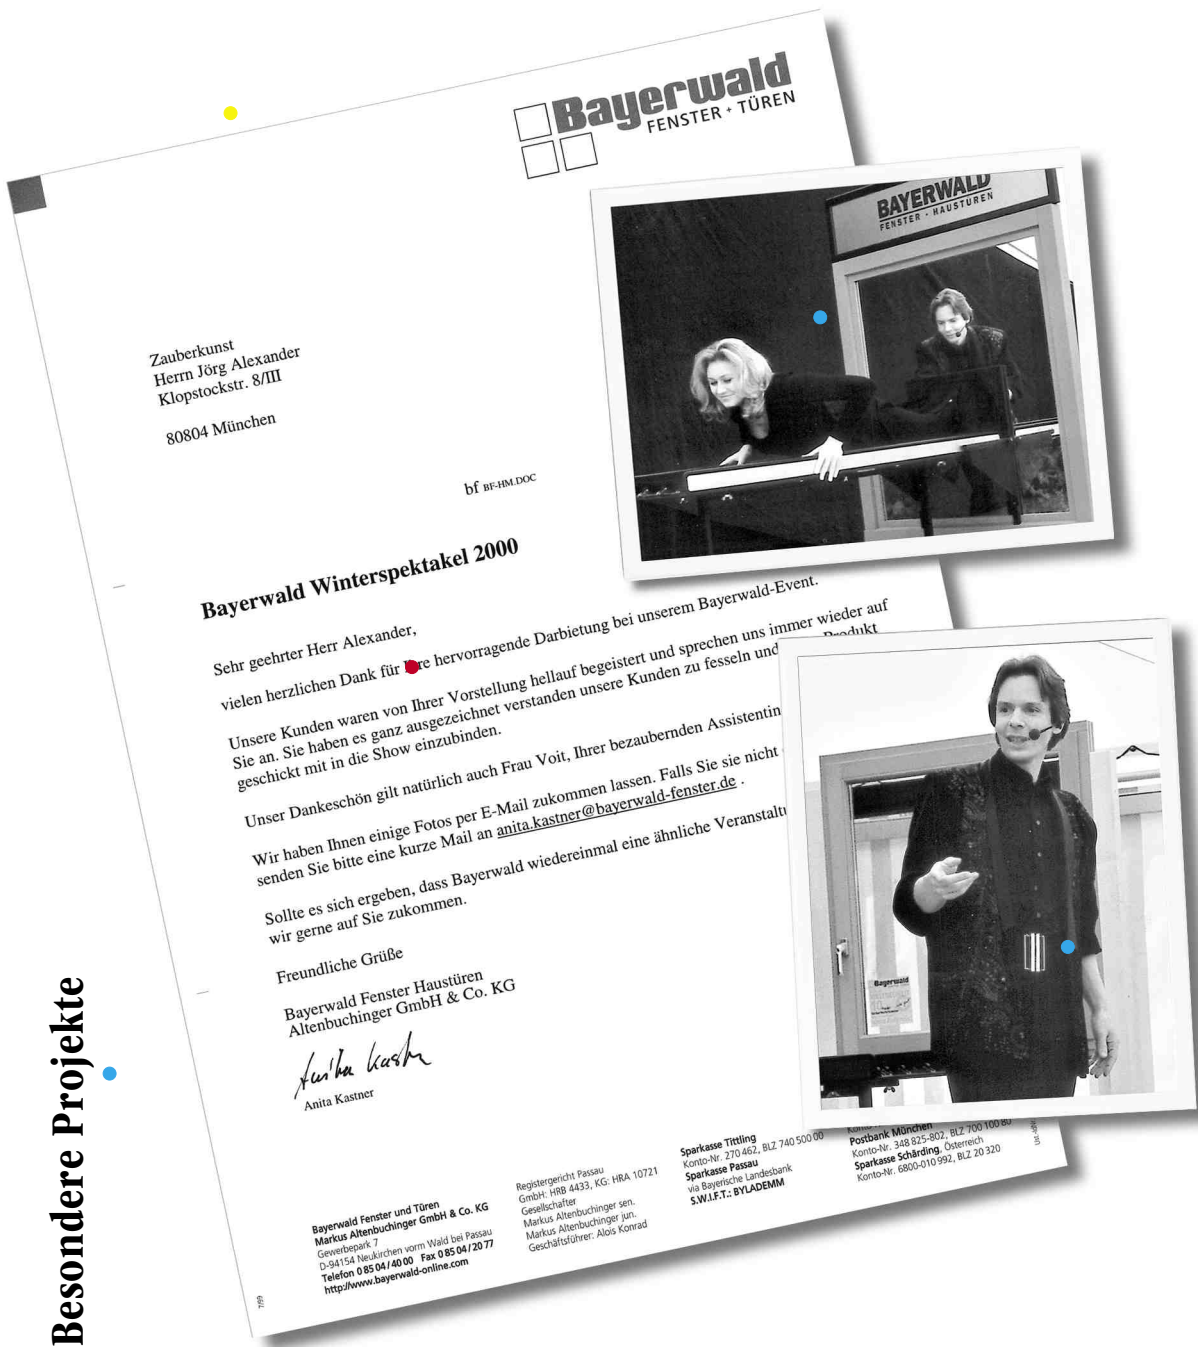 Bayerwald
FENSTER + TÜREN
BAYERWALD
FENSTER · HAUSTÜREN
Zauberkunst
Herrn Jörg Alexander
Klopstockstr. 8/III
80804 München
bf BF-HM.DOC
Bayerwald Winterspektakel 2000
Sehr geehrter Herr Alexander,
vielen herzlichen Dank für Ihre hervorragende Darbietung bei unserem Bayerwald-Event.
Unsere Kunden waren von Ihrer Vorstellung hellauf begeistert und sprechen uns immer wieder auf
Sie an. Sie haben es ganz ausgezeichnet verstanden unsere Kunden zu fesseln und Produkt
geschickt mit in die Show einzubinden.
Unser Dankeschön gilt natürlich auch Frau Voit, Ihrer bezaubernden Assistentin
Wir haben Ihnen einige Fotos per E-Mail zukommen lassen. Falls Sie sie nicht
senden Sie bitte eine kurze Mail an anita.kastner@bayerwald-fenster.de .
Sollte es sich ergeben, dass Bayerwald wiedereinmal eine ähnliche Veranstalt
wir gerne auf Sie zukommen.
Freundliche Grüße
Bayerwald Fenster Haustüren
Altenbuchinger GmbH & Co. KG
Anita Kastner
Anita Kastner
Bayerwald
Besondere Projekte
Bayerwald Fenster und Türen
Markus Altenbuchinger GmbH & Co. KG
Gewerbepark 7
D-94154 Neukirchen vorm Wald bei Passau
Telefon 0 85 04 / 40 00 Fax 0 85 04 / 20 77
http://www.bayerwald-online.com
Registergericht Passau
GmbH: HRB 4433, KG: HRA 10721
Gesellschafter
Markus Altenbuchinger sen.
Markus Altenbuchinger jun.
Geschäftsführer: Alois Konrad
Sparkasse Tittling
Konto-Nr. 270 462, BLZ 740 500 00
Sparkasse Passau
via Bayerische Landesbank
S.W.I.F.T.: BYLADEMM
Postbank München
Konto-Nr. 348 825-802, BLZ 700 100 80
Sparkasse Schärding, Österreich
Konto-Nr. 6800-010 992, BLZ 20 320
7/99